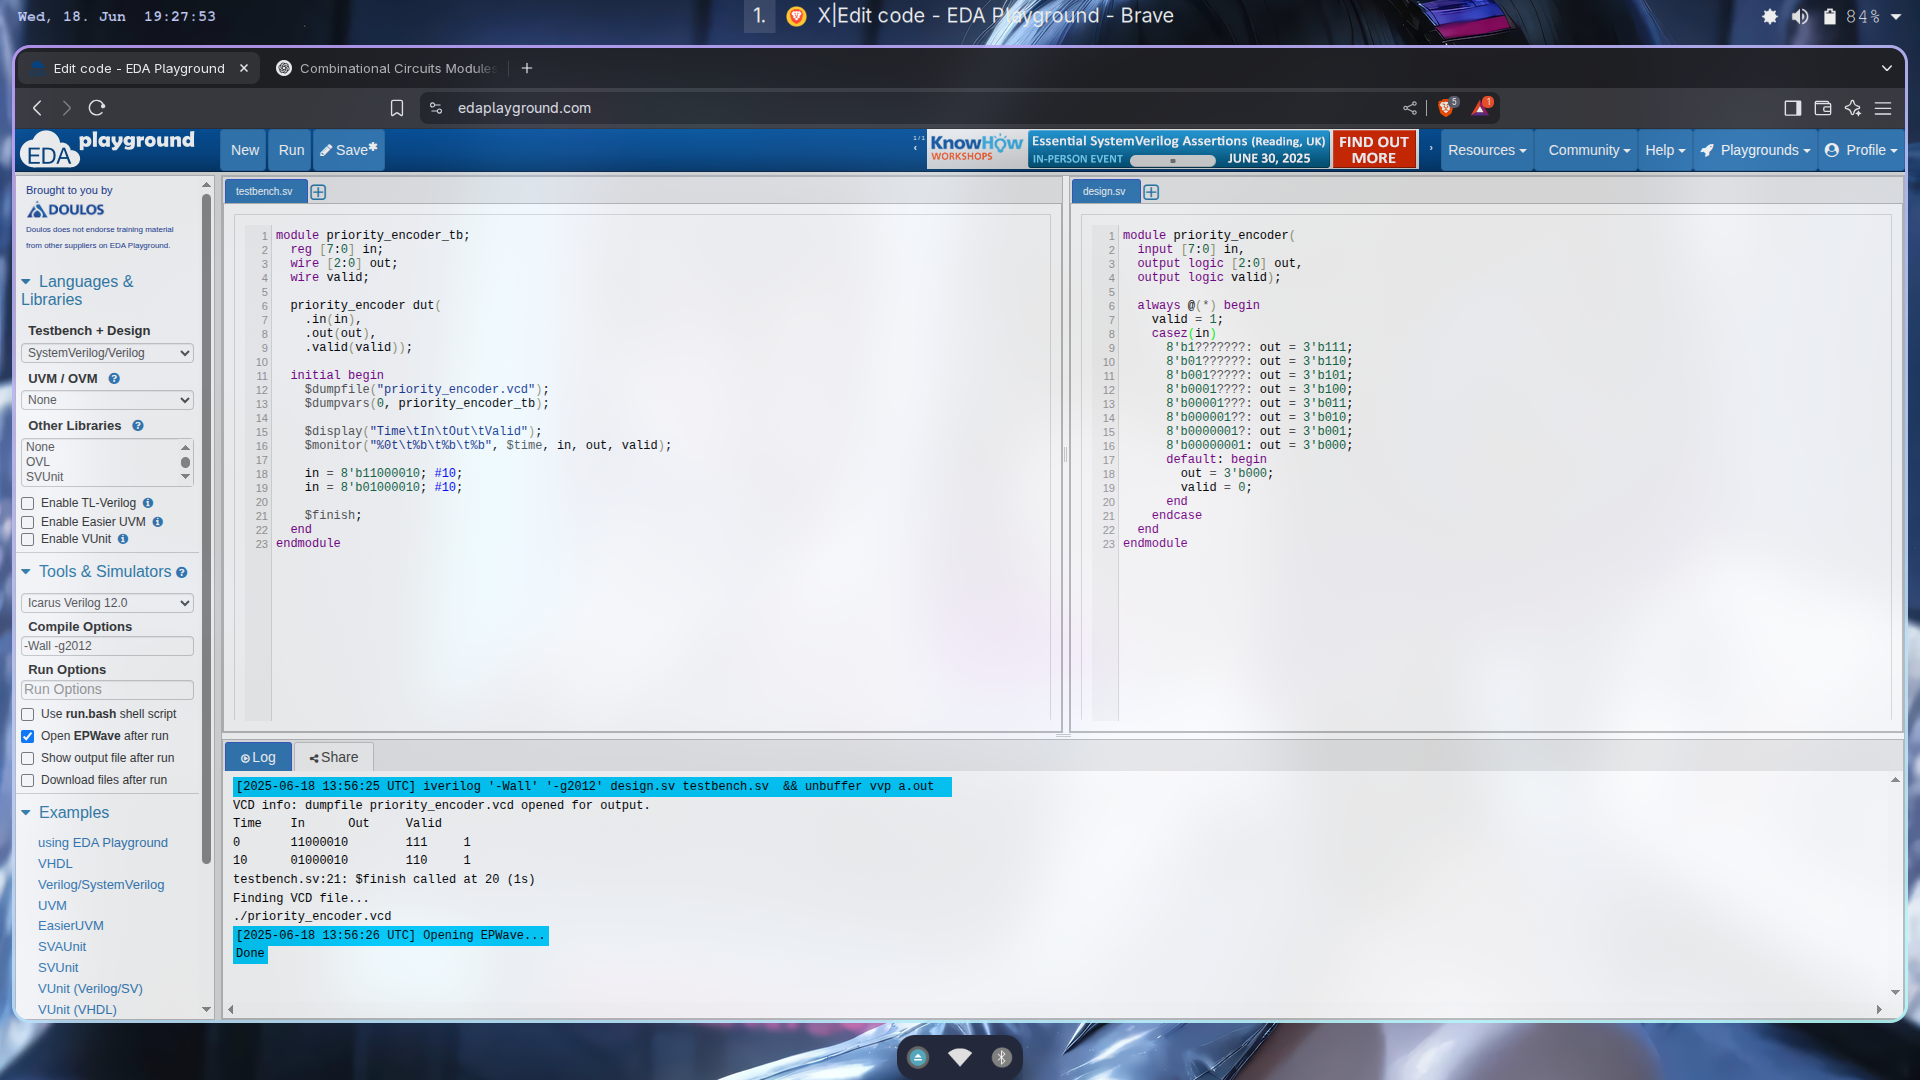 Wed, 18. Jun  19:27:53
1.
X|Edit code - EDA Playground - Brave
84%
Edit code - EDA Playground
Combinational Circuits Modules
edaplayground.com
5
1
EDA playground
New
Run
Save*
1 / 1
KnowHow
WORKSHOPS
Essential SystemVerilog Assertions (Reading, UK)
IN-PERSON EVENT
JUNE 30, 2025
FIND OUT
MORE
Resources
Community
Help
Playgrounds
Profile
Brought to you by
DOULOS
Doulos does not endorse training material
from other suppliers on EDA Playground.
Languages &
Libraries
Testbench + Design
SystemVerilog/Verilog
UVM / OVM
None
Other Libraries
None
OVL
SVUnit
Enable TL-Verilog
Enable Easier UVM
Enable VUnit
Tools & Simulators
Icarus Verilog 12.0
Compile Options
-Wall -g2012
Run Options
Run Options
Use run.bash shell script
Open EPWave after run
Show output file after run
Download files after run
Examples
using EDA Playground
VHDL
Verilog/SystemVerilog
UVM
EasierUVM
SVAUnit
SVUnit
VUnit (Verilog/SV)
VUnit (VHDL)
testbench.sv
1 module priority_encoder_tb;
2   reg [7:0] in;
3   wire [2:0] out;
4   wire valid;
5
6   priority_encoder dut(
7     .in(in),
8     .out(out),
9     .valid(valid));
10
11   initial begin
12     $dumpfile("priority_encoder.vcd");
13     $dumpvars(0, priority_encoder_tb);
14
15     $display("Time\tIn\tOut\tValid");
16     $monitor("%0t\t%b\t%b\t%b", $time, in, out, valid);
17
18     in = 8'b11000010; #10;
19     in = 8'b01000010; #10;
20
21     $finish;
22   end
23 endmodule
design.sv
1 module priority_encoder(
2   input [7:0] in,
3   output logic [2:0] out,
4   output logic valid);
5
6   always @(*) begin
7     valid = 1;
8     casez(in)
9       8'b1???????: out = 3'b111;
10       8'b01??????: out = 3'b110;
11       8'b001?????: out = 3'b101;
12       8'b0001????: out = 3'b100;
13       8'b00001???: out = 3'b011;
14       8'b000001??: out = 3'b010;
15       8'b0000001?: out = 3'b001;
16       8'b00000001: out = 3'b000;
17       default: begin
18         out = 3'b000;
19         valid = 0;
20       end
21     endcase
22   end
23 endmodule
Log
Share
[2025-06-18 13:56:25 UTC] iverilog '-Wall' '-g2012' design.sv testbench.sv  && unbuffer vvp a.out
VCD info: dumpfile priority_encoder.vcd opened for output.
Time    In      Out     Valid
0       11000010        111     1
10      01000010        110     1
testbench.sv:21: $finish called at 20 (1s)
Finding VCD file...
./priority_encoder.vcd
[2025-06-18 13:56:26 UTC] Opening EPWave...
Done